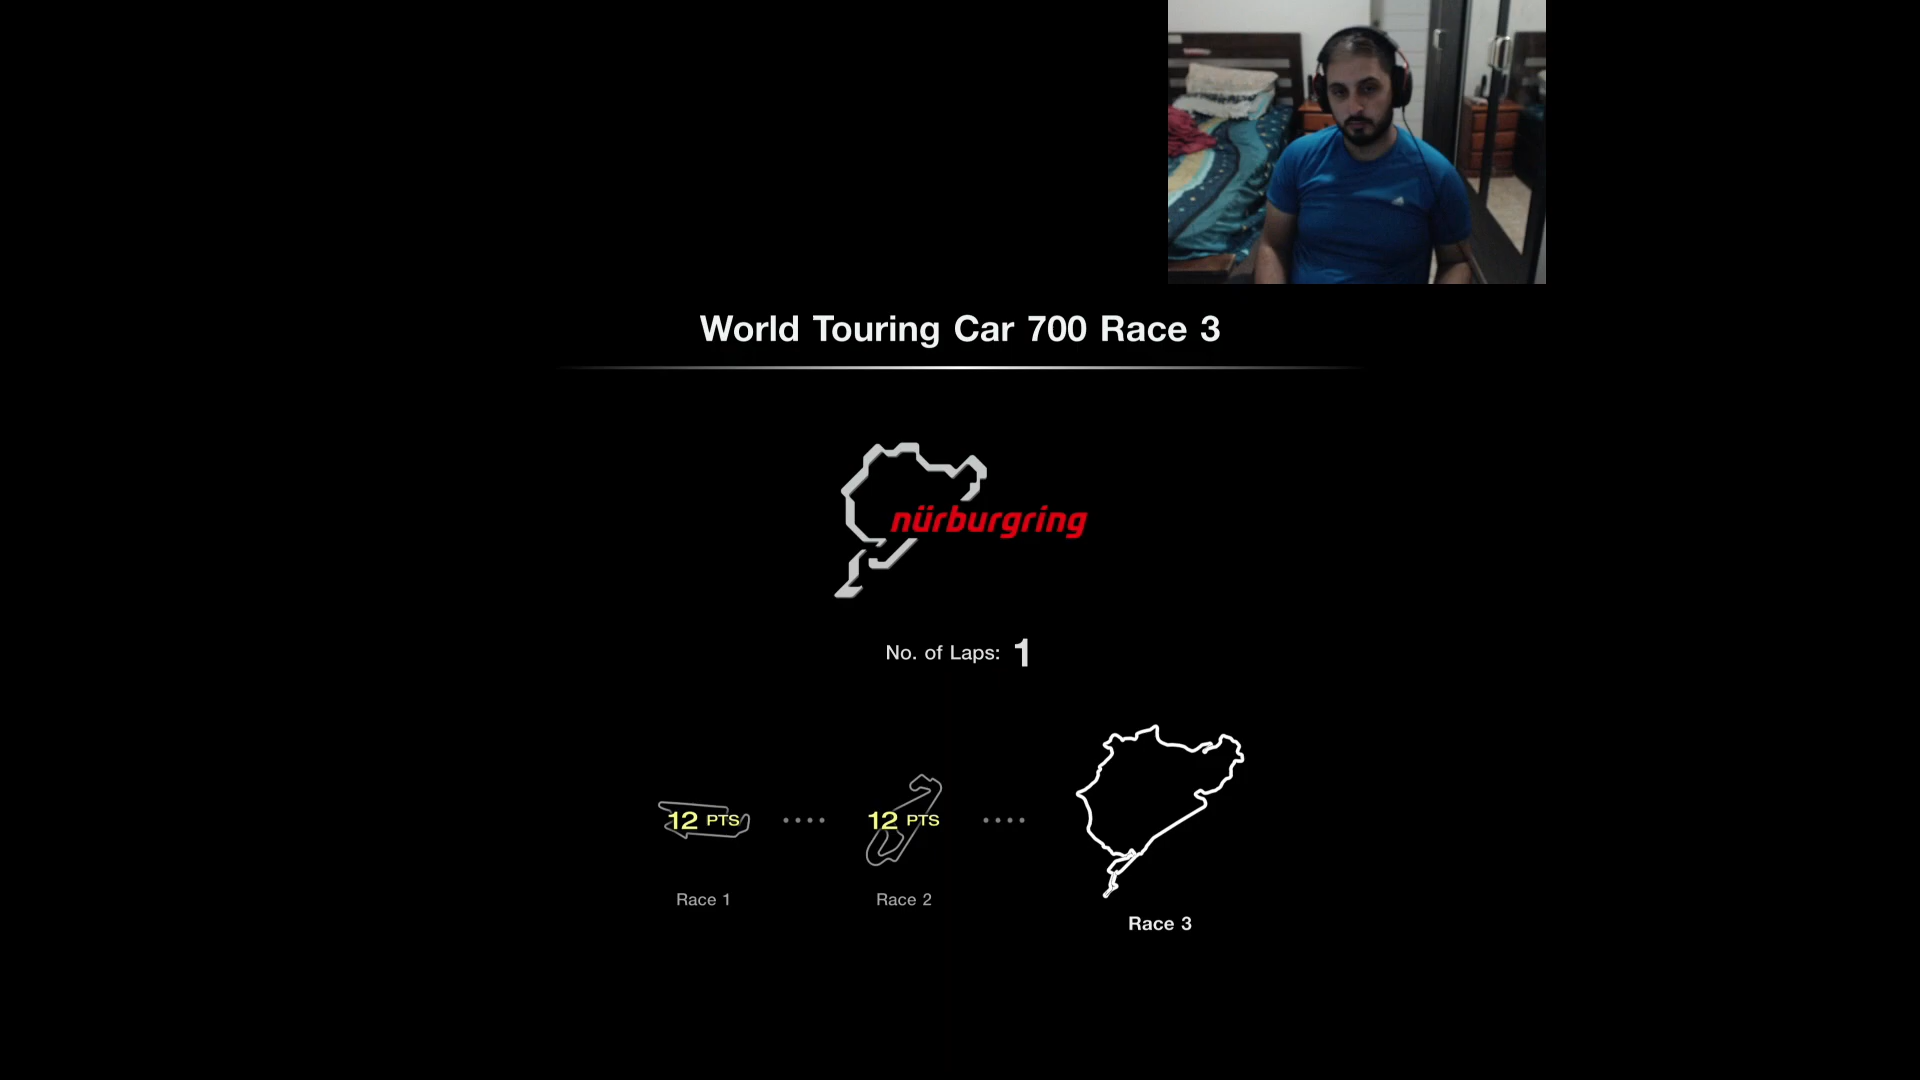 World Touring Car 700 Race 3
nürburgring
No. of Laps: 1
12 PTS
12 PTS
Race 1
Race 2
Race 3